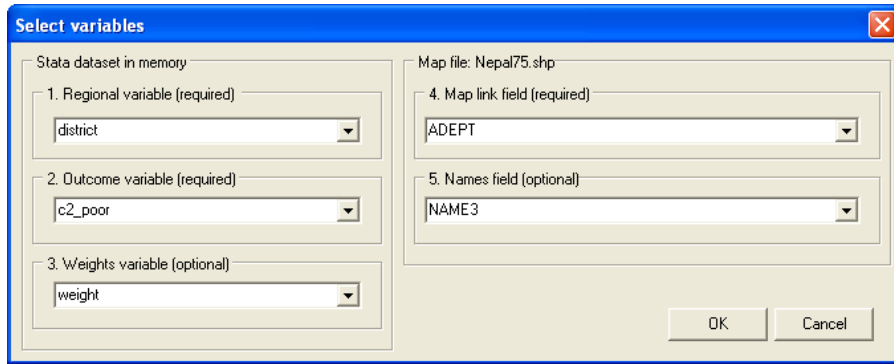 Select variables
Stata dataset in memory
1. Regional variable (required)
district
2. Outcome variable (required)
c2_poor
3. Weights variable (optional)
weight
Map file: Nepal75.shp
4. Map link field (required)
ADEPT
5. Names field (optional)
NAME3
OK
Cancel